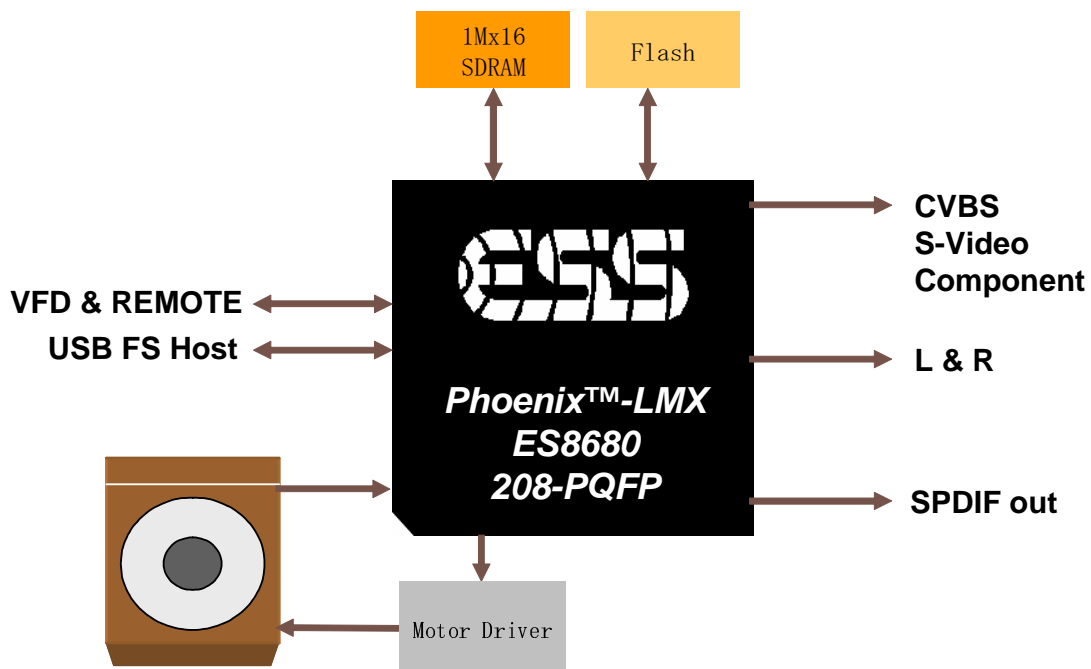 1Mx16
SDRAM
Flash
ESS
CVBS
S-Video
Component
VFD & REMOTE
USB FS Host
L & R
Phoenix™-LMX
ES8680
208-PQFP
SPDIF out
Motor Driver